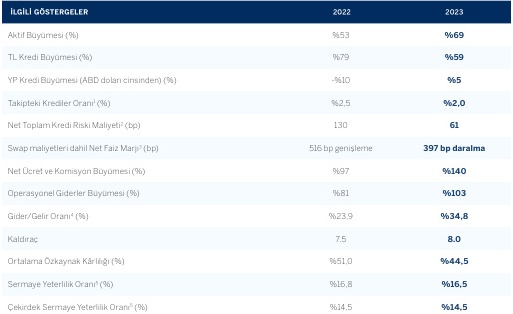 İLGİLİ GÖSTERGELER 2022 2023
Aktif Büyümesi (%) %53 %69
TL Kredi Büyümesi (%) %79 %59
YP Kredi Büyümesi (ABD doları cinsinden) (%) -%10 %5
Takipteki Krediler Oranı¹ (%) %2,5 %2,0
Net Toplam Kredi Riski Maliyeti² (bp) 130 61
Swap maliyetleri dahil Net Faiz Marjı³ (bp) 516 bp genişleme 397 bp daralma
Net Ücret ve Komisyon Büyümesi (%) %97 %140
Operasyonel Giderler Büyümesi (%) %81 %103
Gider/Gelir Oranı⁴ (%) %23,9 %34,8
Kaldıraç 7.5 8.0
Ortalama Özkaynak Kârlılığı (%) %51,0 %44,5
Sermaye Yeterlilik Oranı⁵ (%) %16,8 %16,5
Çekirdek Sermaye Yeterlilik Oranı⁵ (%) %14,5 %14,5